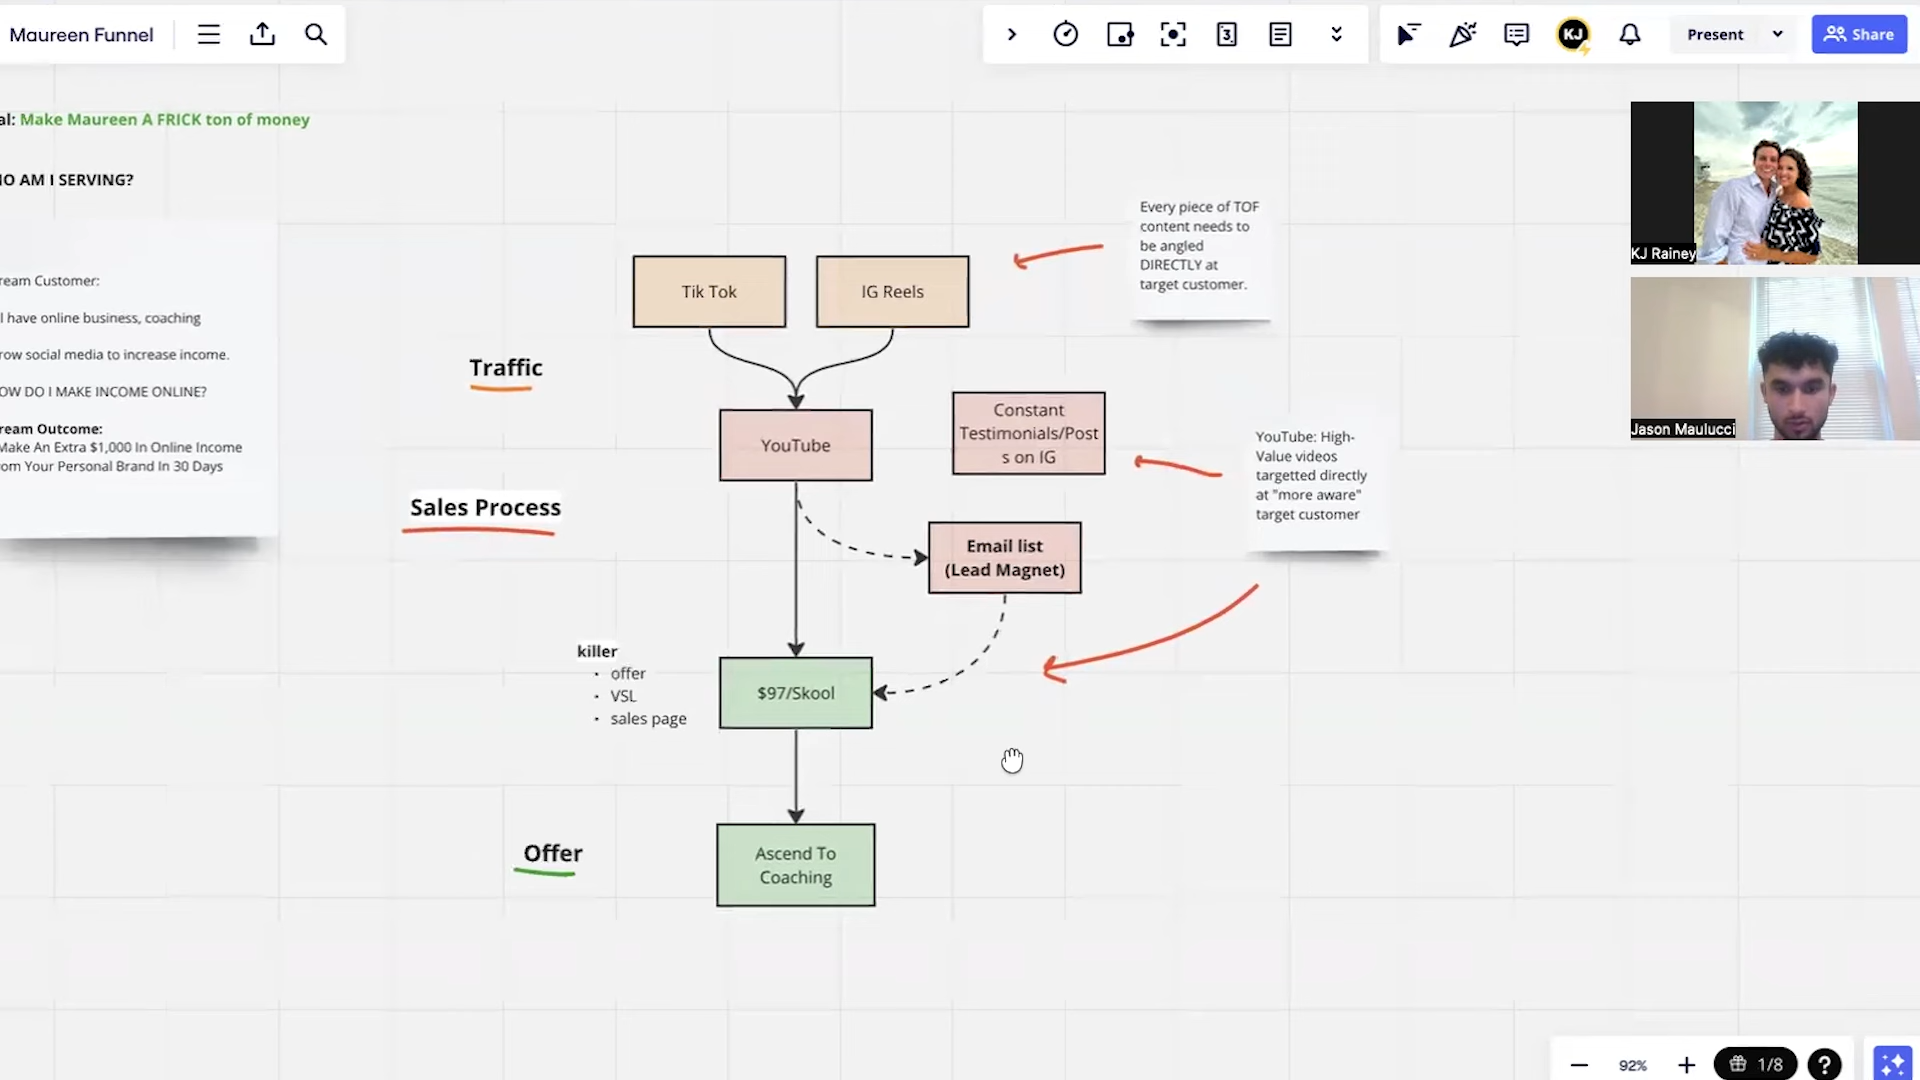 Maureen Funnel
Present
Share
al: Make Maureen A FRICK ton of money
HO AM I SERVING?
ream Customer:
I have online business, coaching
row social media to increase income.
OW DO I MAKE INCOME ONLINE?
ream Outcome:
Make An Extra $1,000 In Online Income
om Your Personal Brand In 30 Days
Traffic
Sales Process
Offer
Tik Tok
IG Reels
Every piece of TOF
content needs to
be angled
DIRECTLY at
target customer.
YouTube
Constant
Testimonials/Post
s on IG
YouTube: High-
Value videos
targetted directly
at "more aware"
target customer
Email list
(Lead Magnet)
killer
· offer
· VSL
· sales page
$97/Skool
Ascend To
Coaching
KJ
KJ Rainey
Jason Maulucci
3
92%
1/8
?